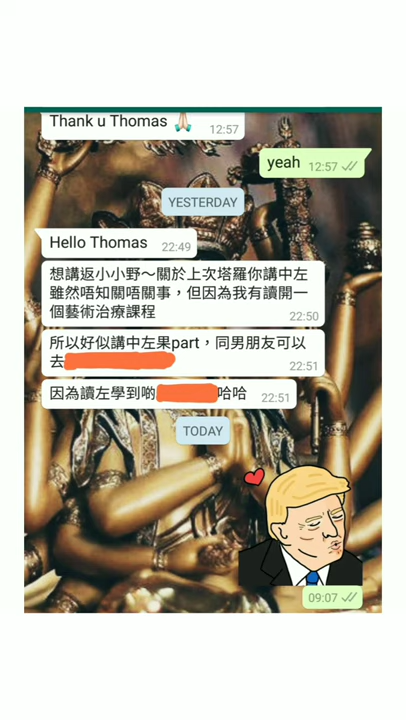 Thank u Thomas 🙏🏻
12:57
yeah 12:57
YESTERDAY
Hello Thomas 22:49
想講返小小野～關於上次塔羅你講中左
雖然唔知關唔關事，但因為我有讀開一
個藝術治療課程
22:50
所以好似講中左果part，同男朋友可以
去
22:51
因為讀左學到啲 哈哈 22:51
TODAY
09:07